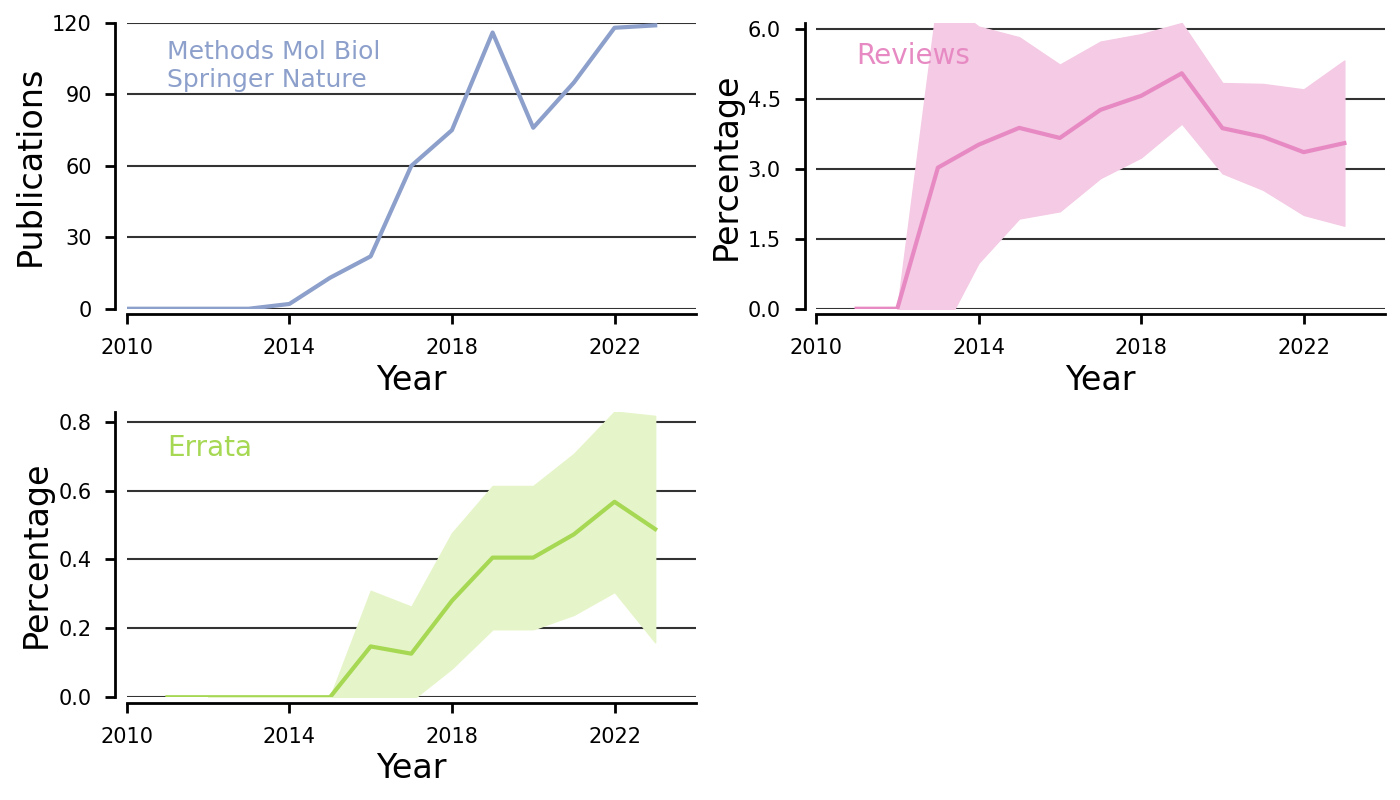 Publications
120
90
60
30
0
Methods Mol Biol
Springer Nature
2010 2014 2018 2022
Year
Percentage
6.0
4.5
3.0
1.5
0.0
Reviews
2010 2014 2018 2022
Year
Percentage
0.8
0.6
0.4
0.2
0.0
Errata
2010 2014 2018 2022
Year